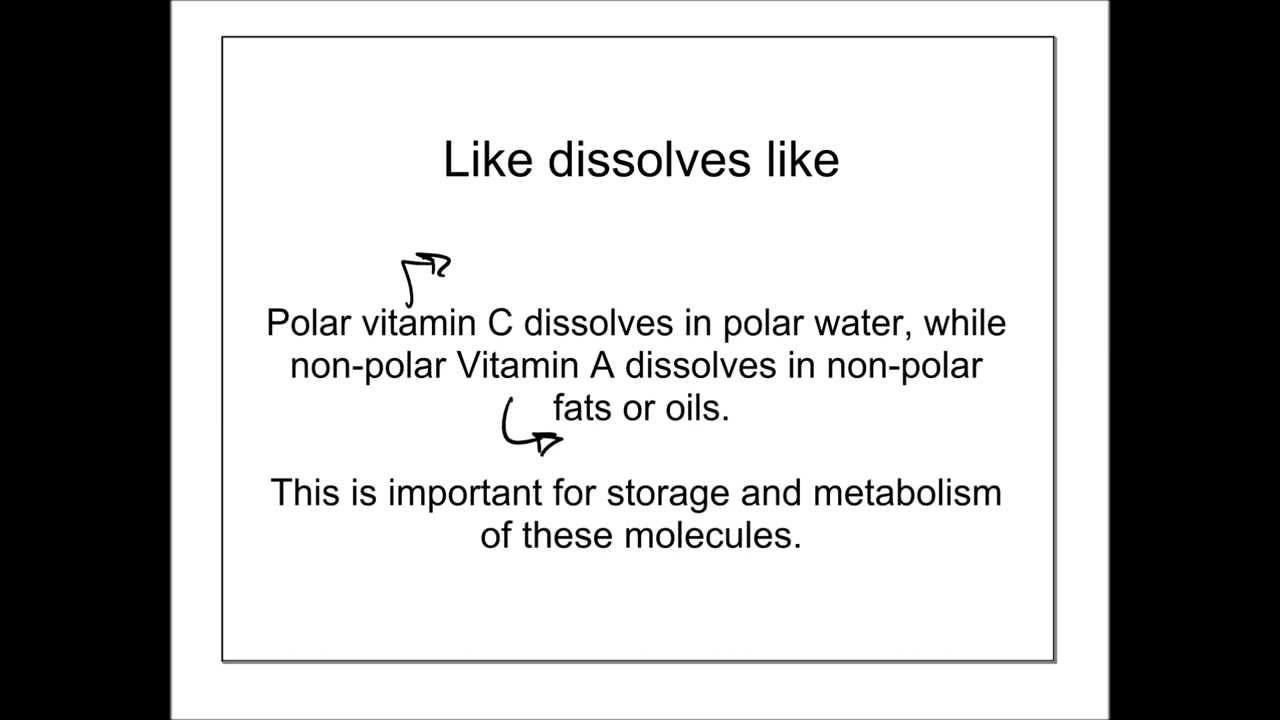 Like dissolves like
Polar vitamin C dissolves in polar water, while
non-polar Vitamin A dissolves in non-polar
fats or oils.
This is important for storage and metabolism
of these molecules.